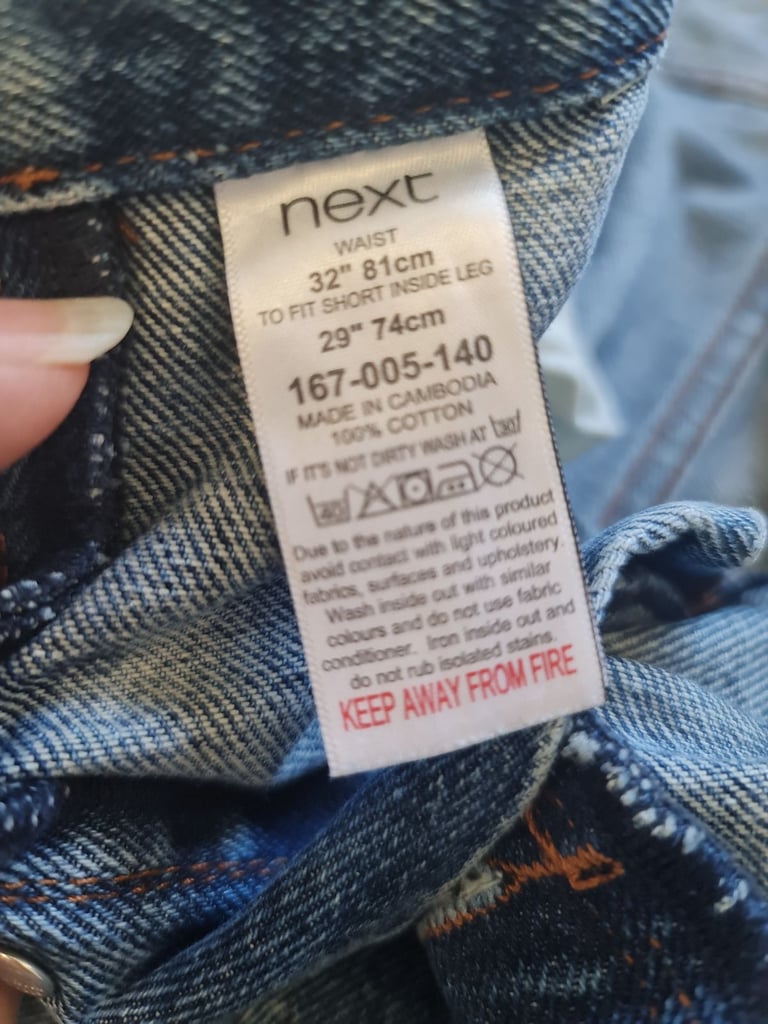 next
WAIST
32" 81cm
TO FIT SHORT INSIDE LEG
29" 74cm
167-005-140
MADE IN CAMBODIA
100% COTTON
IF IT'S NOT DIRTY WASH AT 30
40
Due to the nature of this product
avoid contact with light coloured
fabrics, surfaces and upholstery.
Wash inside out with similar
colours and do not use fabric
conditioner. Iron inside out and
do not rub isolated stains.
KEEP AWAY FROM FIRE